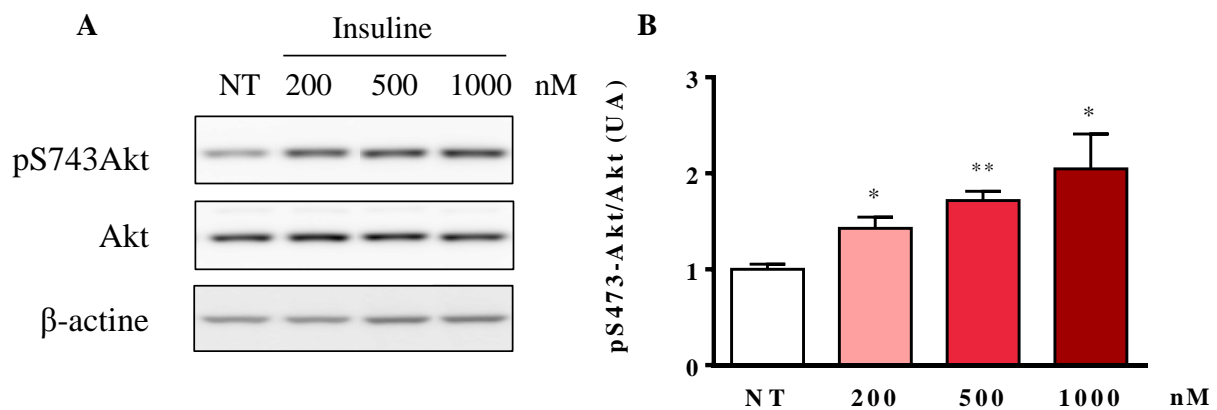 A
Insuline
NT 200 500 1000 nM
pS743Akt
Akt
β-actine
B
pS473-Akt/Akt (UA)
3
2
1
0
*
**
*
NT 200 500 1000 nM